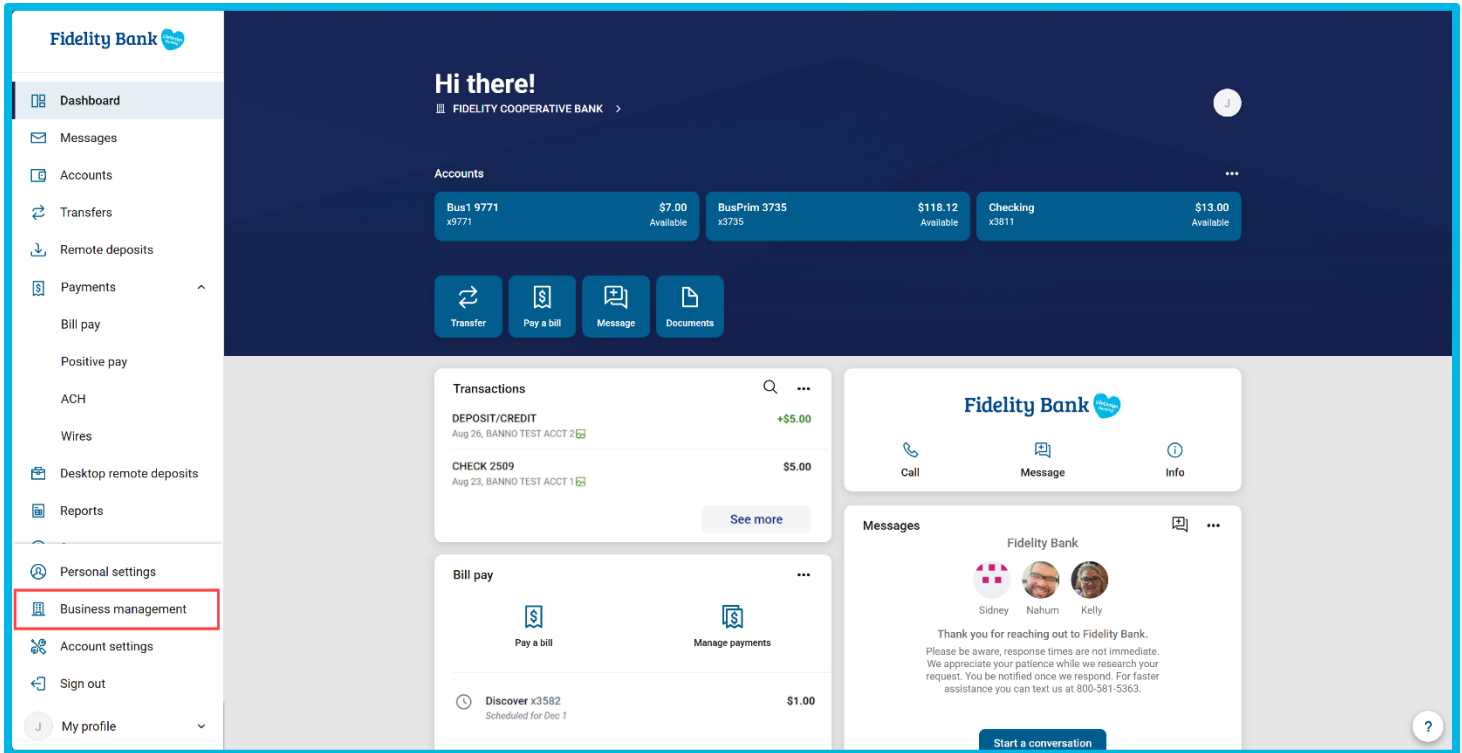 Fidelity Bank
LifeDesign Banking
Dashboard
Messages
Accounts
Transfers
Remote deposits
Payments
Bill pay
Positive pay
ACH
Wires
Desktop remote deposits
Reports
Personal settings
Business management
Account settings
Sign out
J My profile
Hi there!
FIDELITY COOPERATIVE BANK
J
Accounts
Bus1 9771 $7.00
x9771 Available
BusPrim 3735 $118.12
x3735 Available
Checking $13.00
x3811 Available
Transfer
Pay a bill
Message
Documents
Transactions
DEPOSIT/CREDIT +$5.00
Aug 26, BANNO TEST ACCT 2
CHECK 2509 $5.00
Aug 23, BANNO TEST ACCT 1
See more
Bill pay
Pay a bill
Manage payments
Discover x3582 $1.00
Scheduled for Dec 1
Fidelity Bank
LifeDesign Banking
Call
Message
Info
Messages
Fidelity Bank
Sidney Nahum Kelly
Thank you for reaching out to Fidelity Bank.
Please be aware, response times are not immediate.
We appreciate your patience while we research your
request. You be notified once we respond. For faster
assistance you can text us at 800-581-5363.
Start a conversation
?